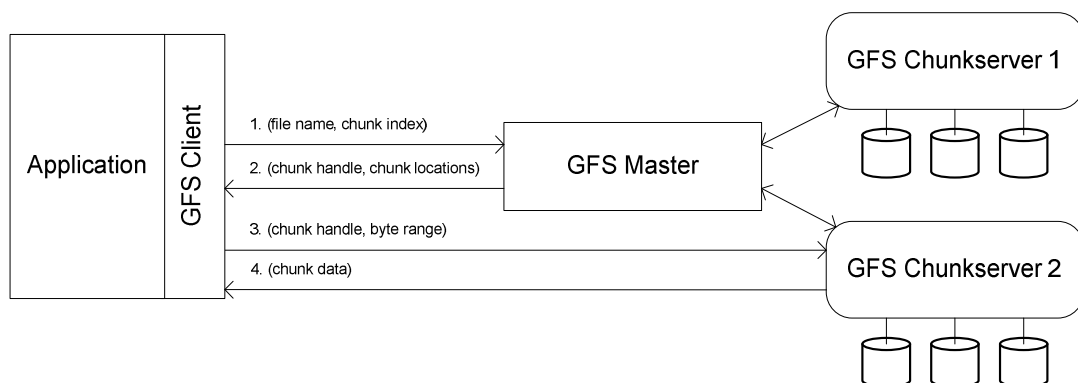 GFS Chunkserver 1
Application
GFS Client
1. (file name, chunk index)
2. (chunk handle, chunk locations)
GFS Master
3. (chunk handle, byte range)
4. (chunk data)
GFS Chunkserver 2